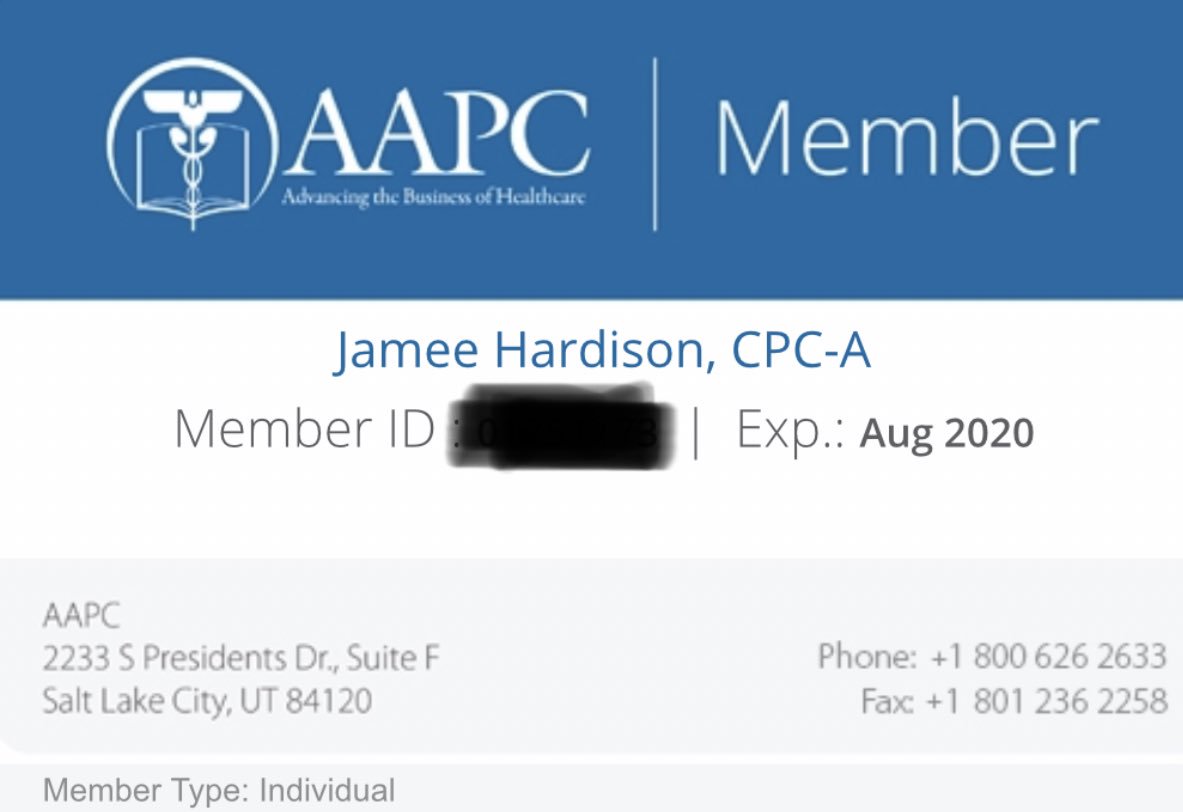 AAPC
Advancing the Business of Healthcare
Member
Jamee Hardison, CPC-A
Member ID : | Exp.: Aug 2020
AAPC
2233 S Presidents Dr., Suite F
Salt Lake City, UT 84120
Phone: +1 800 626 2633
Fax: +1 801 236 2258
Member Type: Individual